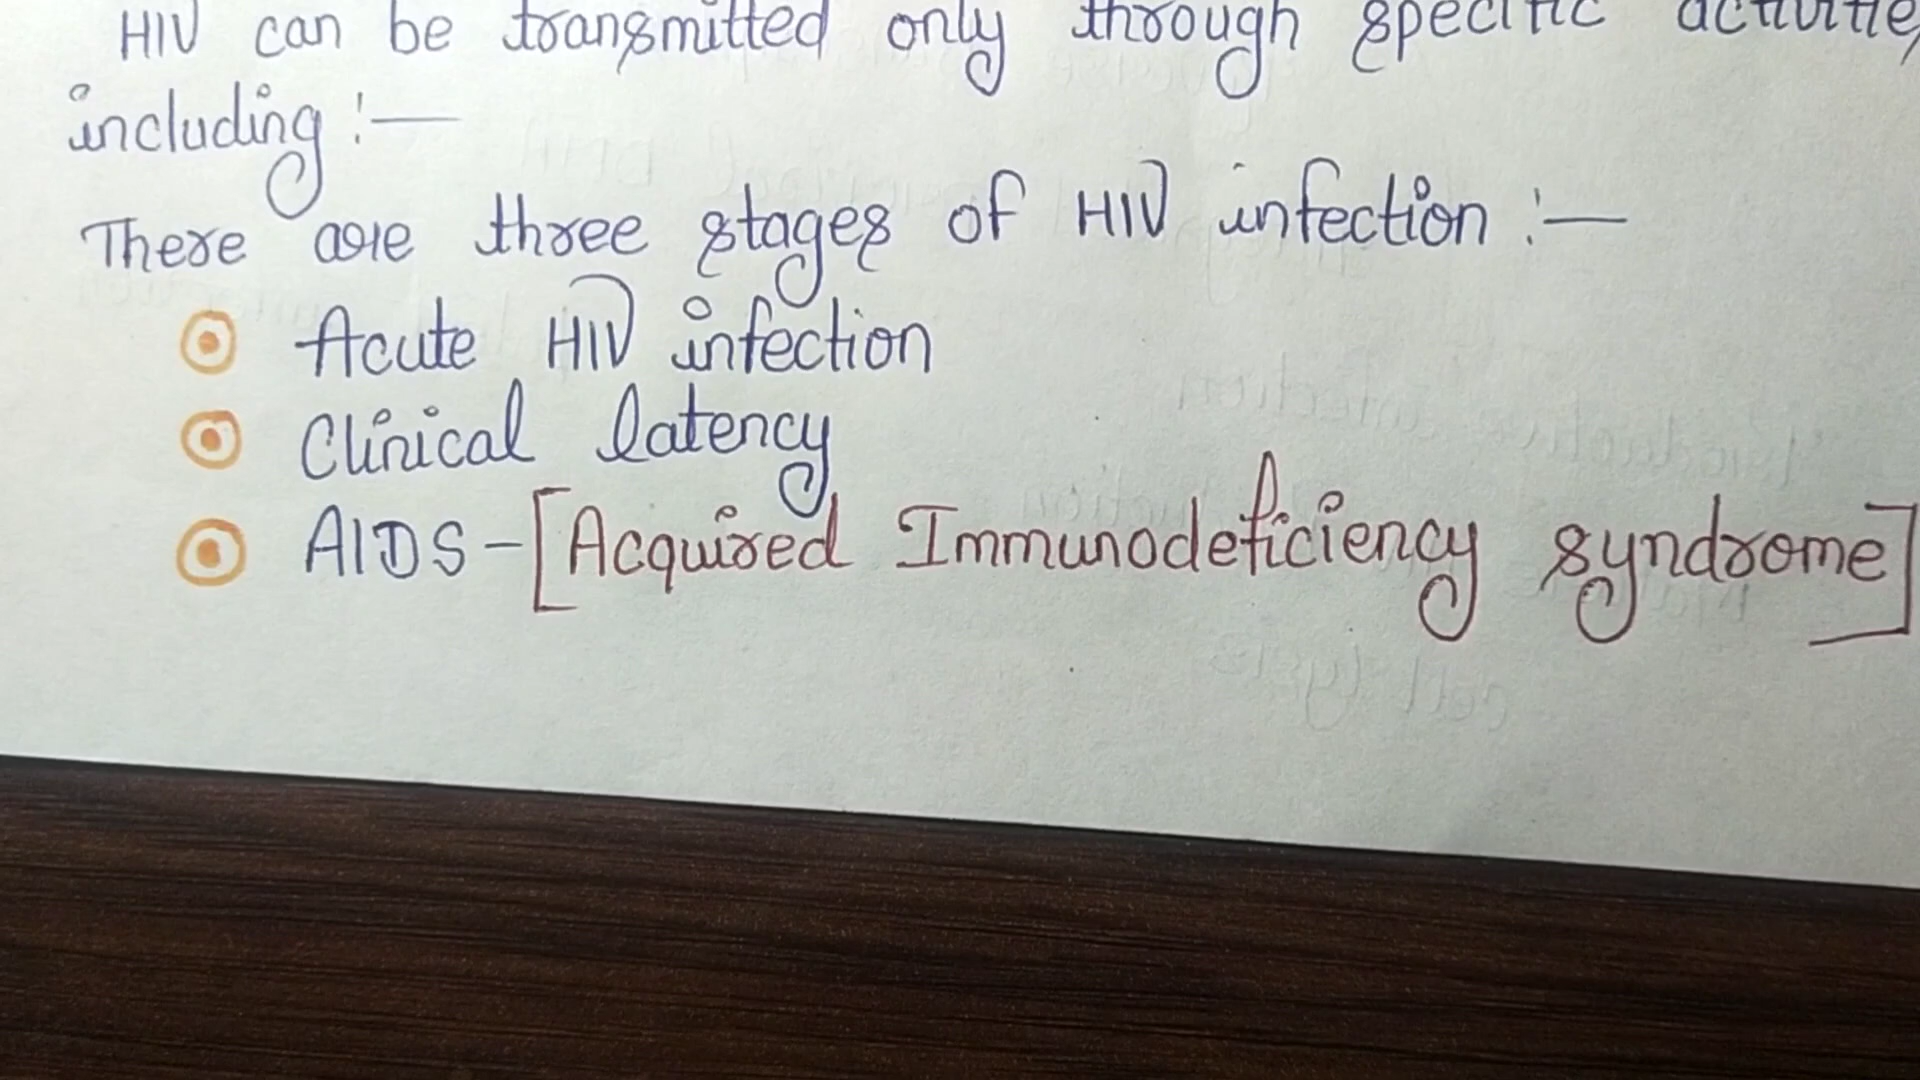 HIV can be transmitted only through specific activitie
including :—
There are three stages of HIV infection :—
Acute HIV infection
Clinical latency
AIDS - [Acquired Immunodeficiency syndrome]